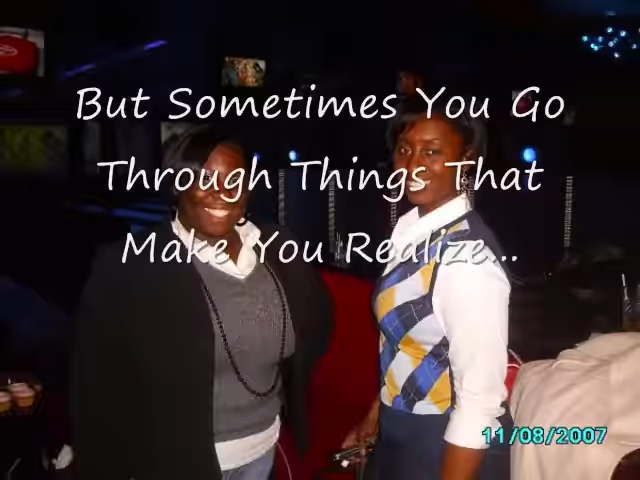 But Sometimes You Go
Through Things That
Make You Realize...
11/08/2007